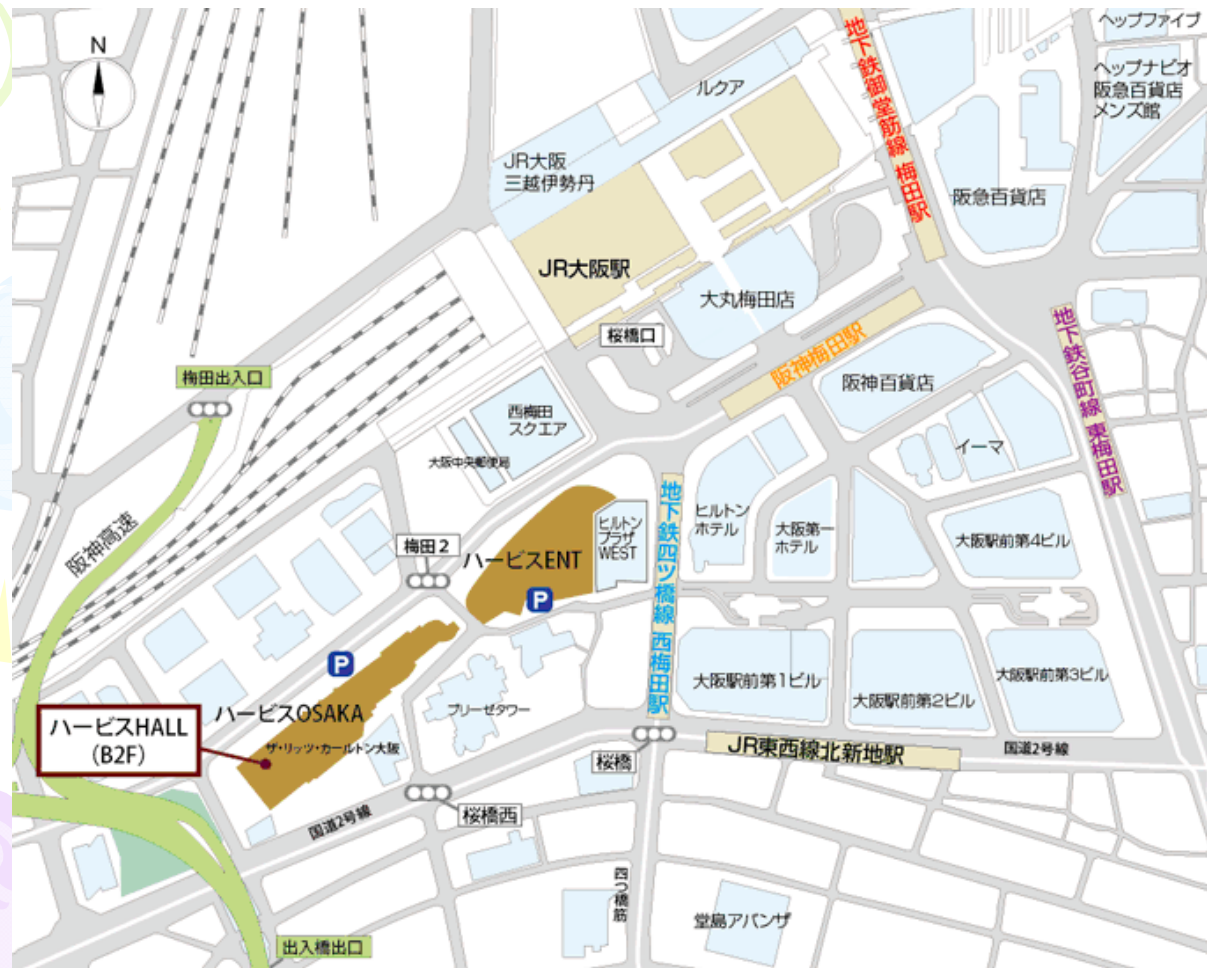 N
ヘップファイブ
ヘップナビオ
阪急百貨店
メンズ館
地下鉄御堂筋線 梅田駅
ルクア
JR大阪
三越伊勢丹
阪急百貨店
JR大阪駅
大丸梅田店
桜橋口
阪神梅田駅
地下鉄谷町線 東梅田駅
梅田出入口
阪神百貨店
西梅田
スクエア
大阪中央郵便局
イーマ
阪神高速
梅田2
ハービスENT
P
ヒルトン
プラザ
WEST
地下鉄四ツ橋線 西梅田駅
ヒルトン
ホテル
大阪第一
ホテル
大阪駅前第4ビル
P
ハービスOSAKA
ハービスHALL
(B2F)
ザ・リッツ・カールトン大阪
ブリーゼタワー
大阪駅前第1ビル
大阪駅前第2ビル
大阪駅前第3ビル
桜橋
JR東西線北新地駅
国道2号線
国道2号線
桜橋西
四つ橋筋
堂島アバンザ
出入橋出口